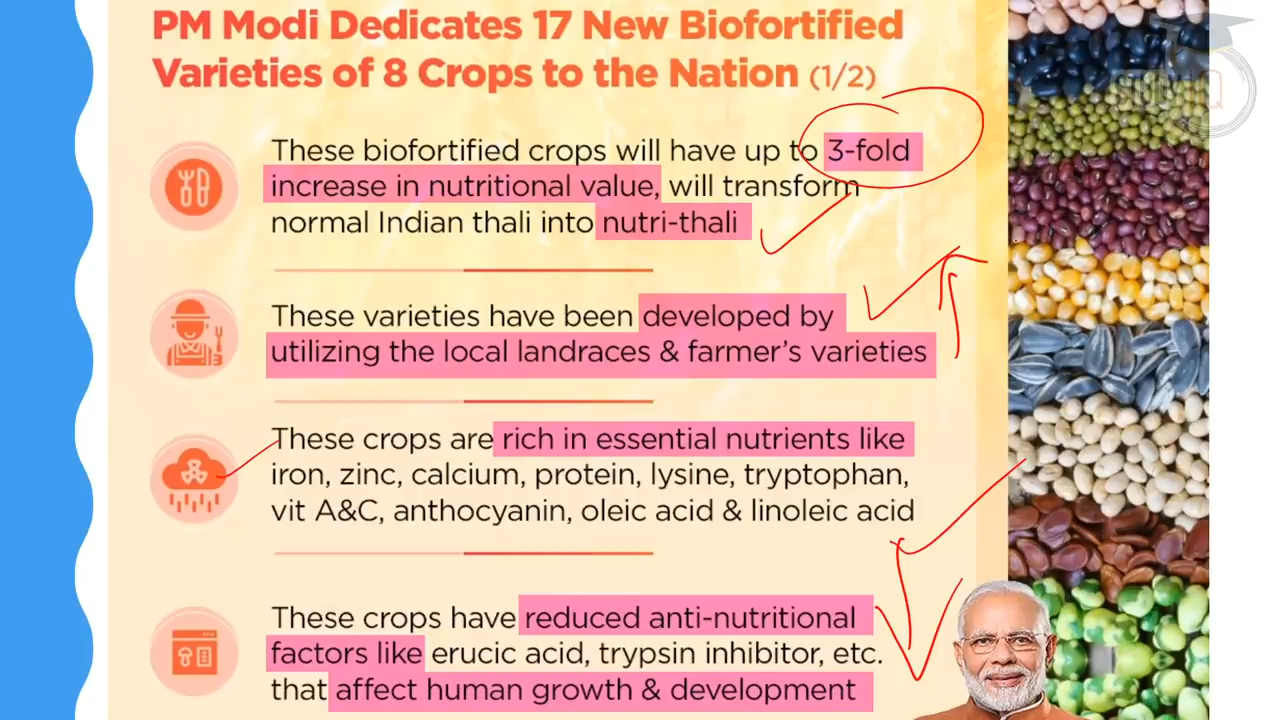 PM Modi Dedicates 17 New Biofortified
Varieties of 8 Crops to the Nation (1/2)
These biofortified crops will have up to 3-fold
increase in nutritional value, will transform
normal Indian thali into nutri-thali
These varieties have been developed by
utilizing the local landraces & farmer's varieties
These crops are rich in essential nutrients like
iron, zinc, calcium, protein, lysine, tryptophan,
vit A&C, anthocyanin, oleic acid & linoleic acid
These crops have reduced anti-nutritional
factors like erucic acid, trypsin inhibitor, etc.
that affect human growth & development
STUDY IQ